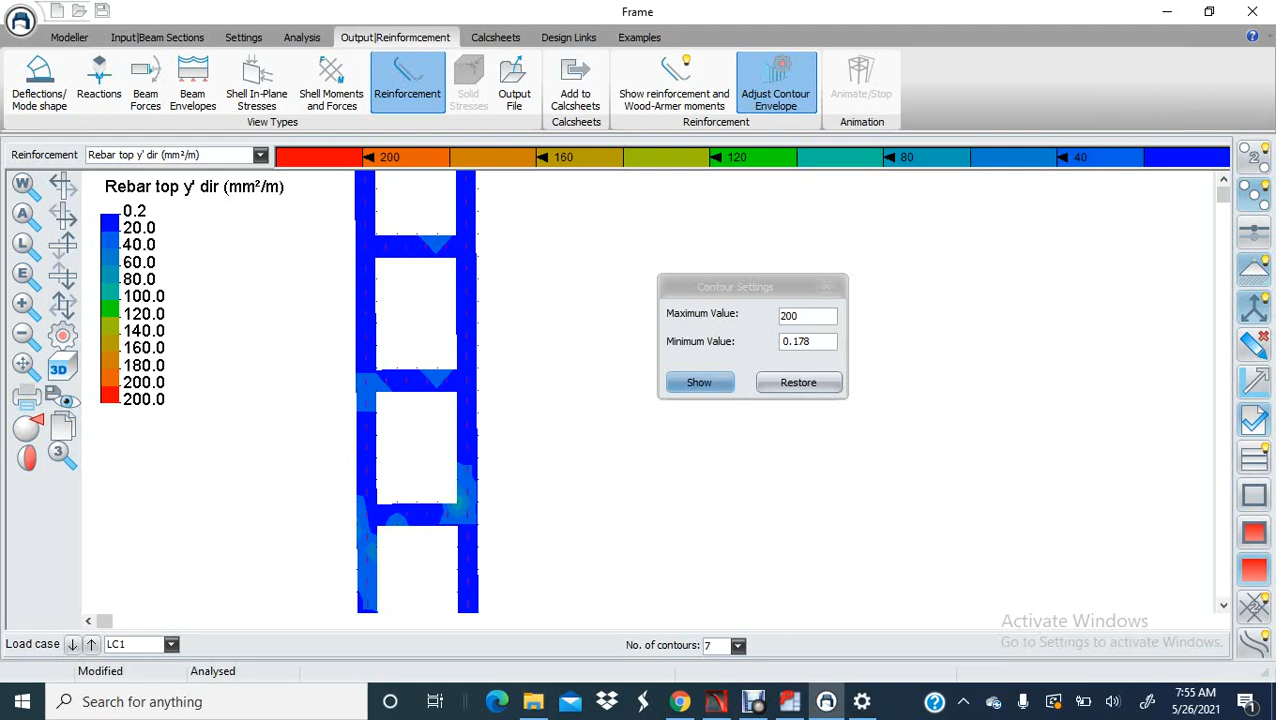 Frame
Modeller
Input|Beam Sections
Settings
Analysis
Output|Reinforcement
Calcsheets
Design Links
Examples
Deflections/
Mode shape
Reactions
Beam
Forces
Beam
Envelopes
Shell In-Plane
Stresses
Shell Moments
and Forces
Reinforcement
Solid
Stresses
Output
File
Add to
Calcsheets
Show reinforcement and
Wood-Armer moments
Adjust Contour
Envelope
Animate/Stop
View Types
Calcsheets
Reinforcement
Animation
Reinforcement
Rebar top y' dir (mm²/m)
200
160
120
80
40
Rebar top y' dir (mm²/m)
0.2
20.0
40.0
60.0
80.0
100.0
120.0
140.0
160.0
180.0
200.0
200.0
W
A
L
E
3D
3
2
2
Contour Settings
Maximum Value:
200
Minimum Value:
0.178
Show
Restore
Activate Windows
Go to Settings to activate Windows.
Load case
LC1
No. of contours:
7
Modified
Analysed
Search for anything
7:55 AM
5/26/2021
1